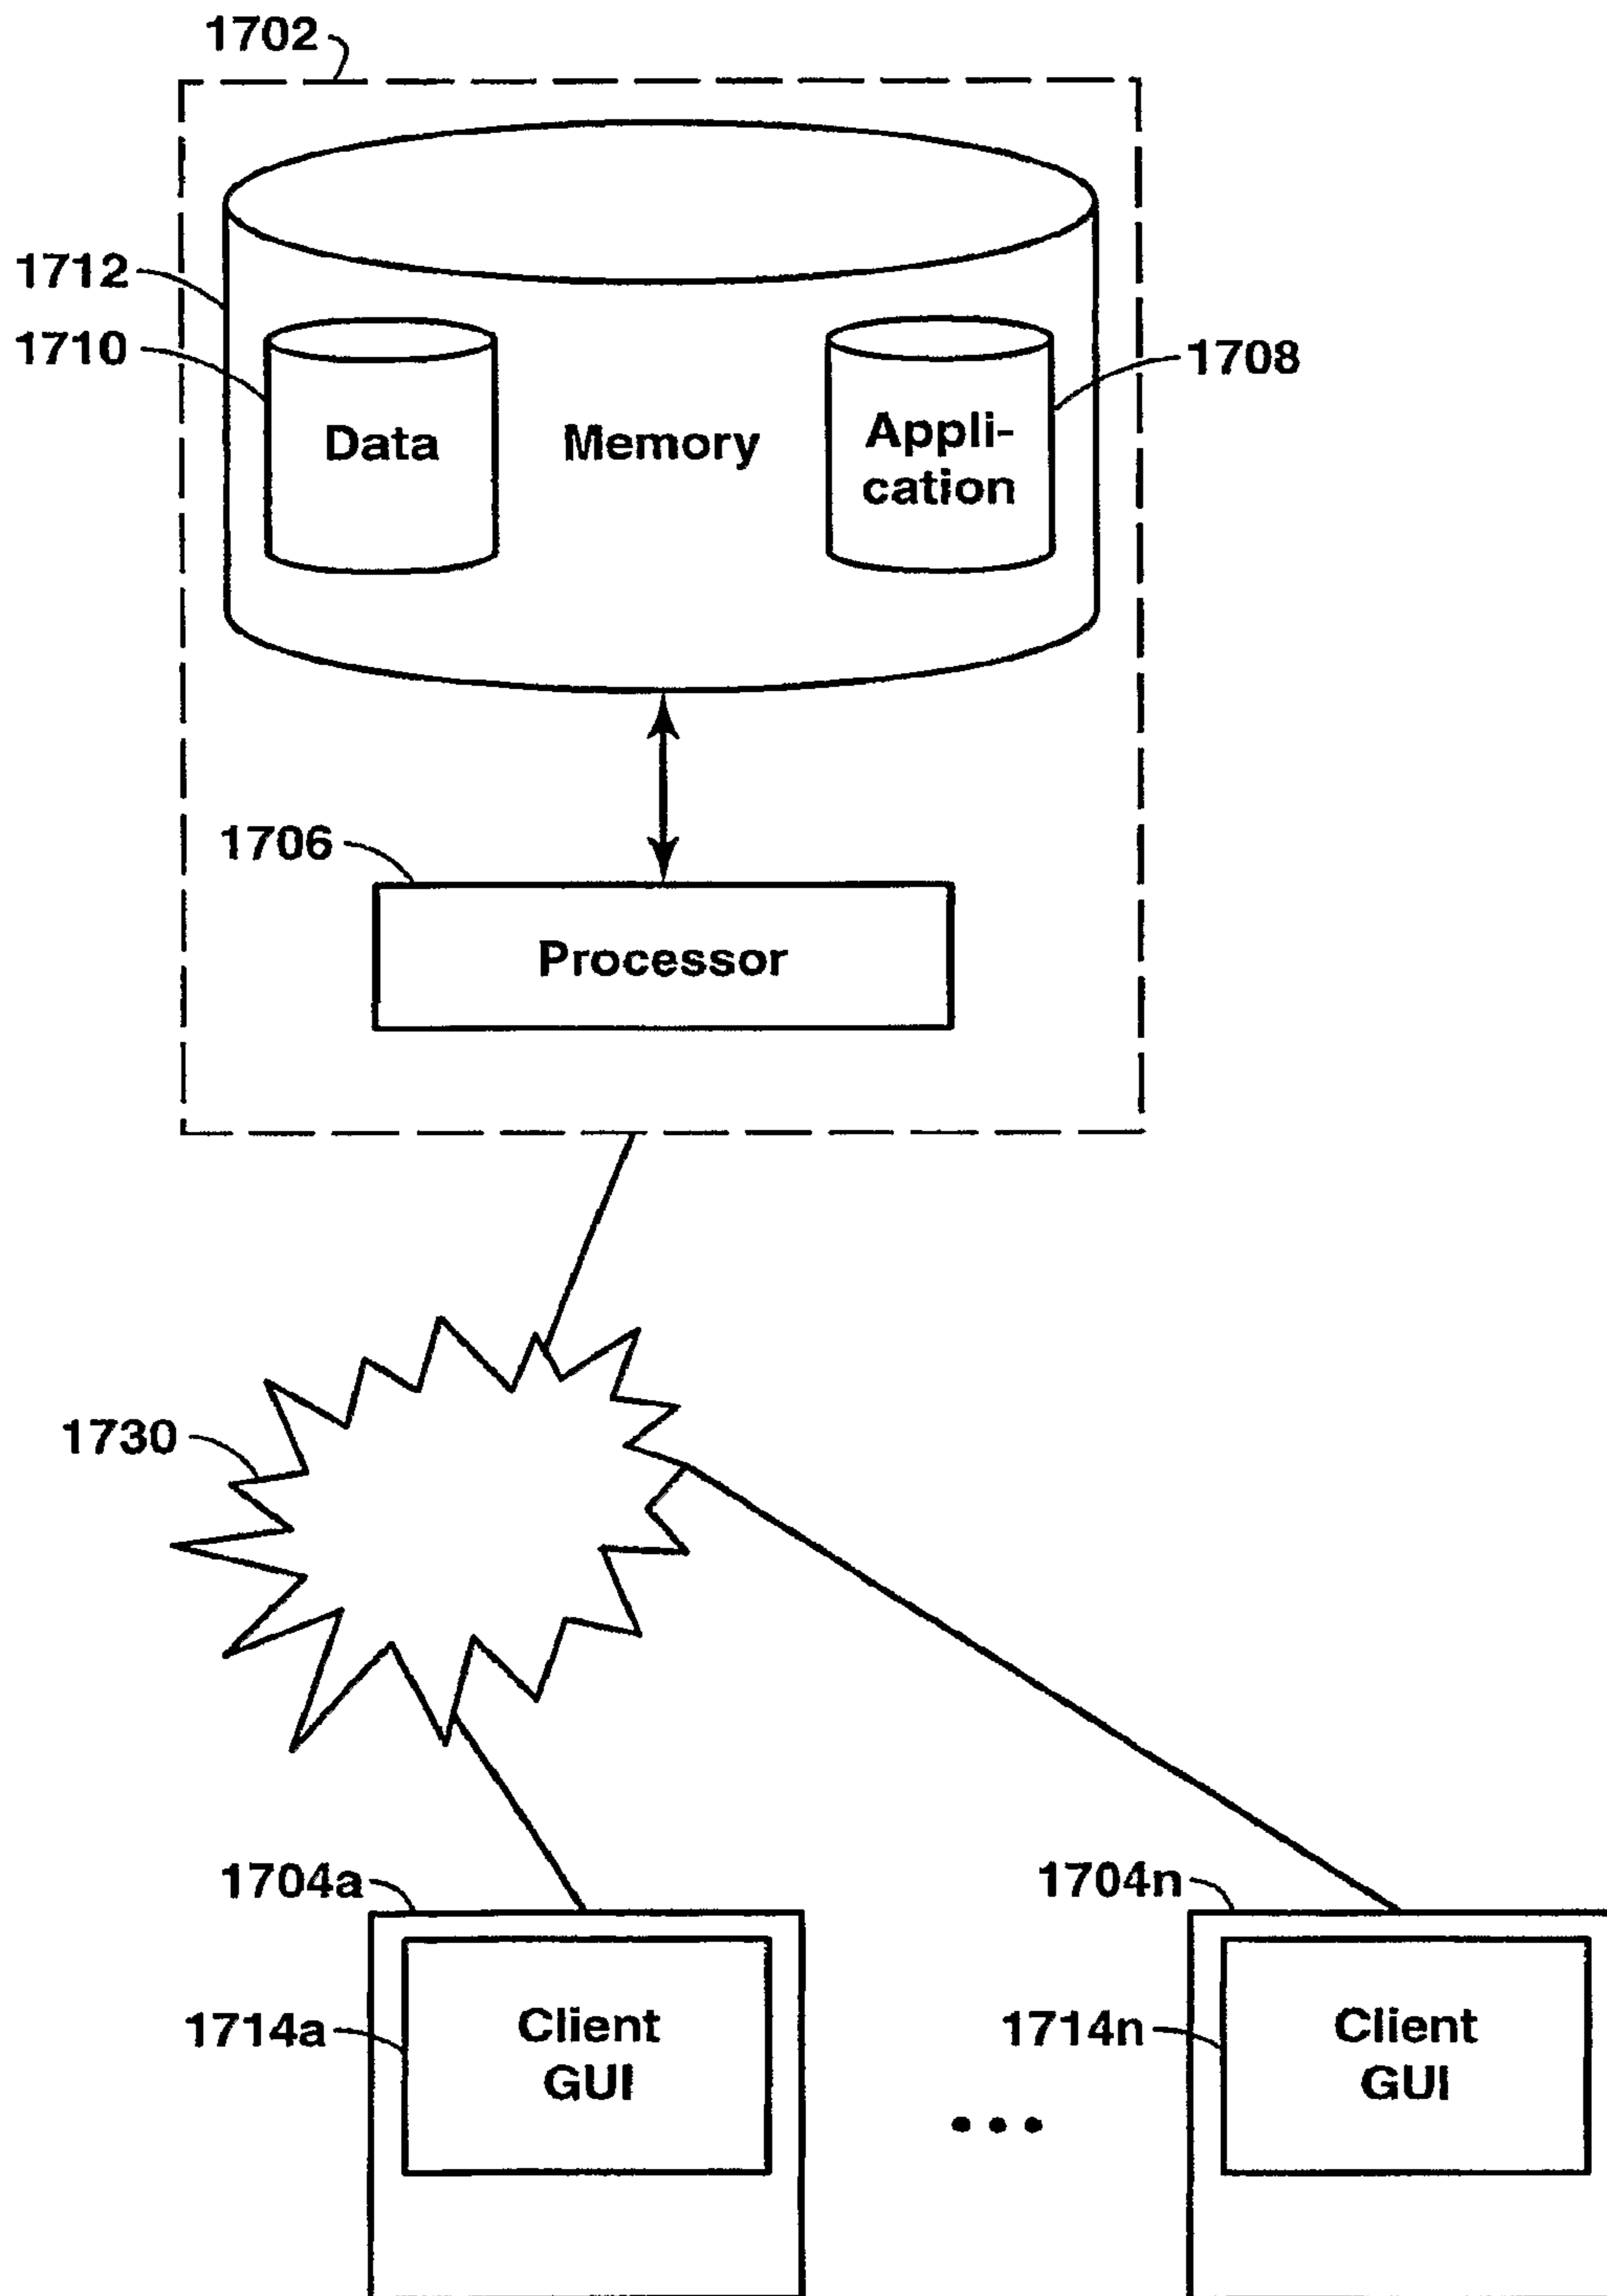 1702
1712
1710
1708
Data
Memory
Appli-
cation
1706
Processor
1730
1704a
1704n
1714a
Client
GUI
1714n
Client
GUI